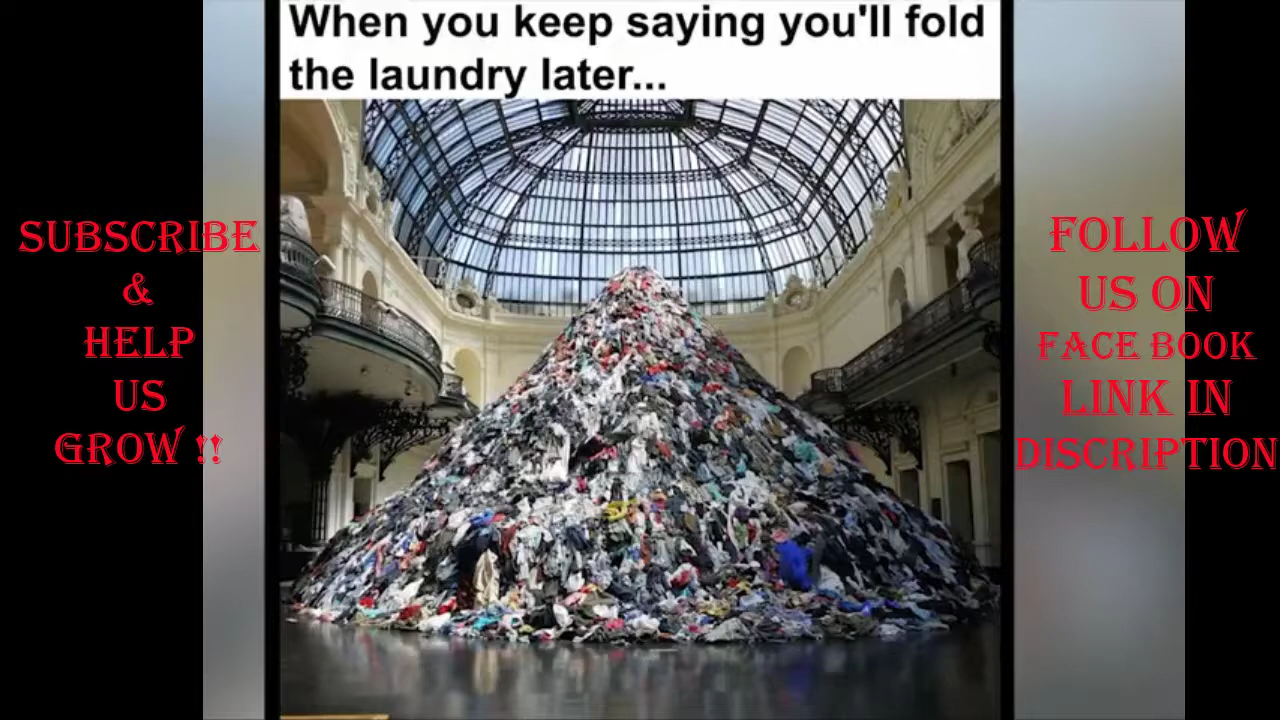 When you keep saying you'll fold
the laundry later...
SUBSCRIBE
&
HELP
US
GROW !!
FOLLOW
US ON
FACE BOOK
LINK IN
DISCRIPTION